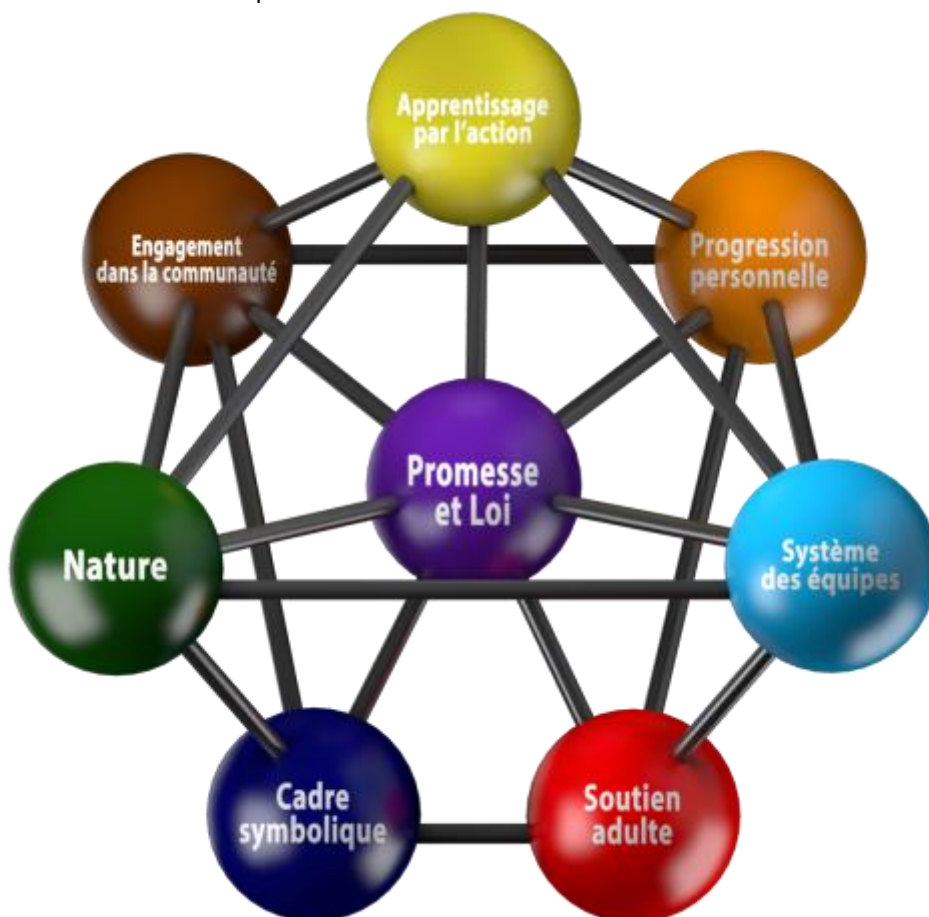 Apprentissage
par l'action
Engagement
dans la communauté
Progression
personnelle
Promesse
et Loi
Nature
Système
des équipes
Cadre
symbolique
Soutien
adulte